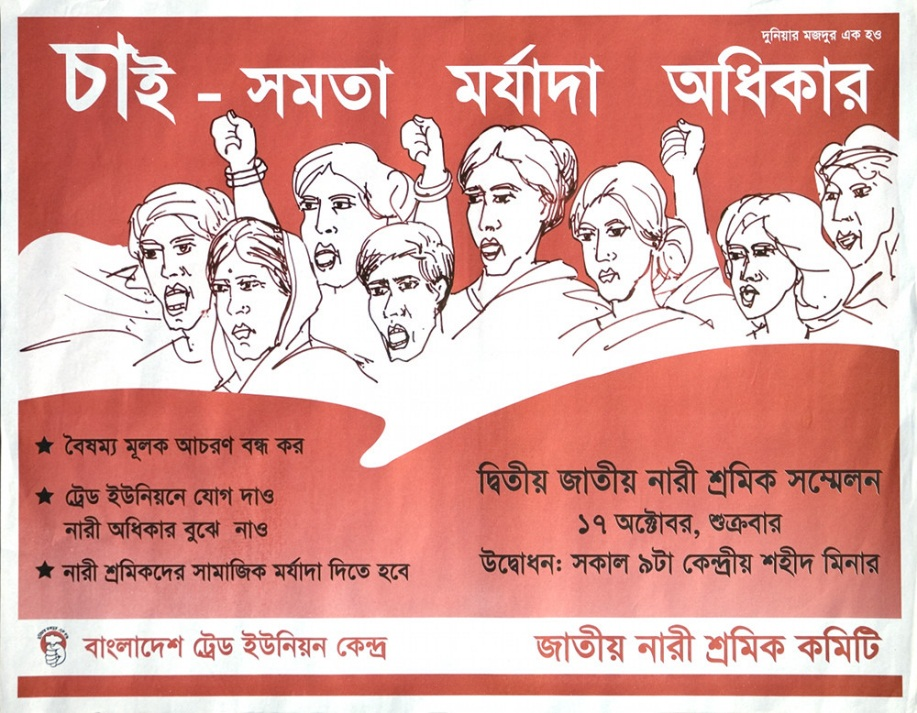 দুনিয়ার মজদুর এক হও
চাই - সমতা মর্যাদা অধিকার
★ বৈষম্য মূলক আচরণ বন্ধ কর
★ ট্রেড ইউনিয়নে যোগ দাও
নারী অধিকার বুঝে নাও
★ নারী শ্রমিকদের সামাজিক মর্যাদা দিতে হবে
দ্বিতীয় জাতীয় নারী শ্রমিক সম্মেলন
১৭ অক্টোবর, শুক্রবার
উদ্বোধন: সকাল ৯টা কেন্দ্রীয় শহীদ মিনার
বাংলাদেশ ট্রেড ইউনিয়ন কেন্দ্র
জাতীয় নারী শ্রমিক কমিটি